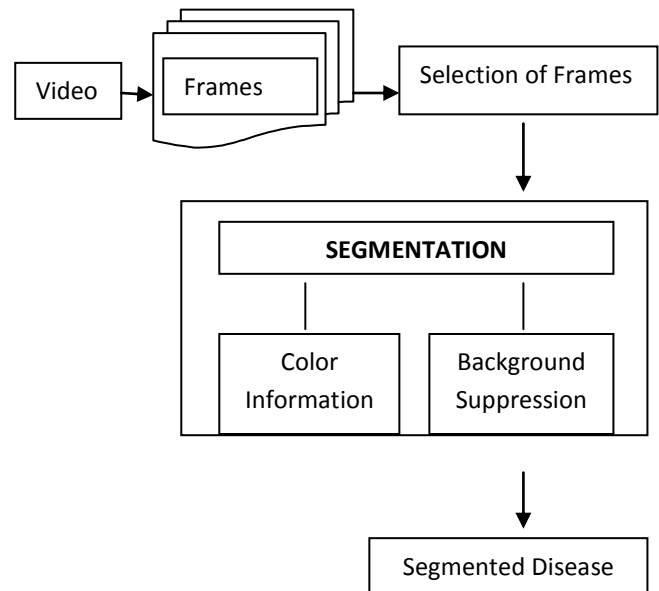 Video
Frames
Selection of Frames
SEGMENTATION
Color
Information
Background
Suppression
Segmented Disease